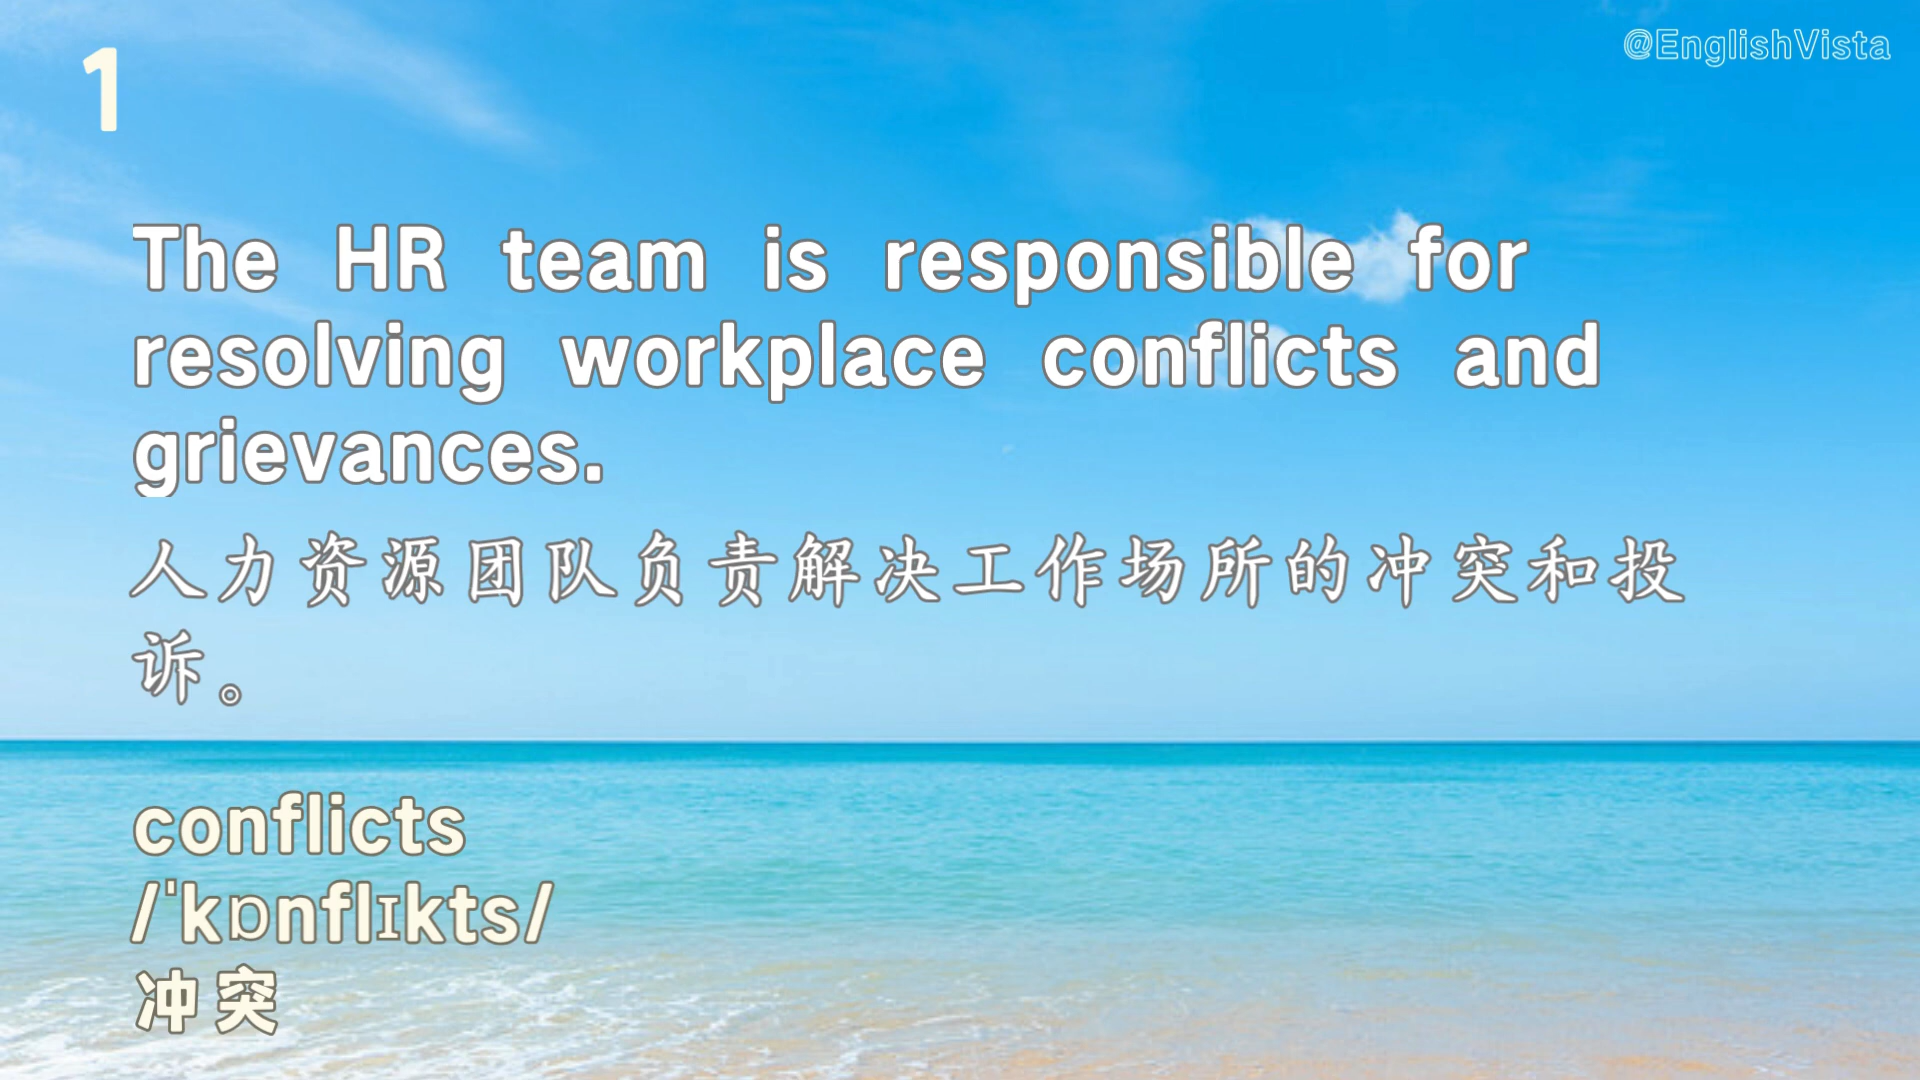 1
@EnglishVista
The HR team is responsible for
resolving workplace conflicts and
grievances.
人力资源团队负责解决工作场所的冲突和投
诉。
conflicts
/ˈkɒnflɪkts/
冲突